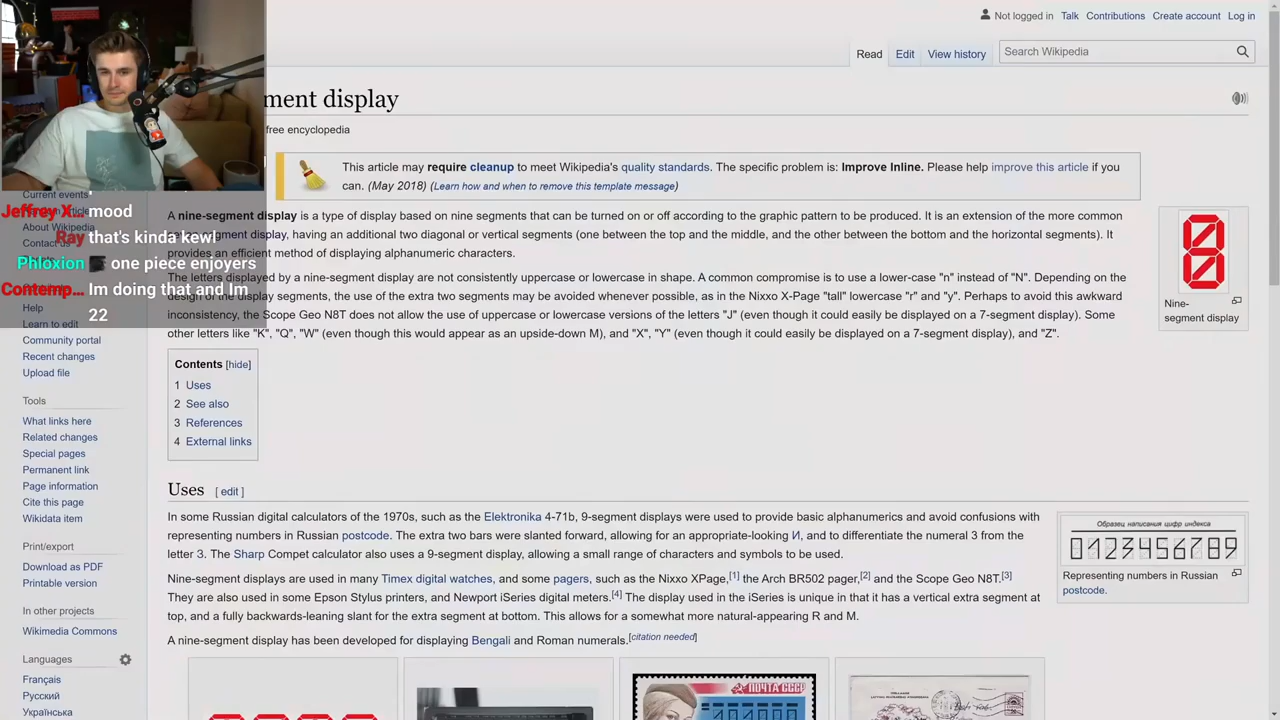 Not logged in Talk Contributions Create account Log in
Read Edit View history Search Wikipedia
ment display
free encyclopedia
This article may require cleanup to meet Wikipedia's quality standards. The specific problem is: Improve Inline. Please help improve this article if you
can. (May 2018) (Learn how and when to remove this template message)
Current events
About Wikipedia
Contact us
Help
Learn to edit
Community portal
Recent changes
Upload file
Tools
What links here
Related changes
Special pages
Permanent link
Page information
Cite this page
Wikidata item
Print/export
Download as PDF
Printable version
In other projects
Wikimedia Commons
Languages
Français
Русский
Українська
Jeffrey X... mood
Ray that's kinda kewl
Phloxion one piece enjoyers
Contemp... Im doing that and Im
22
A nine-segment display is a type of display based on nine segments that can be turned on or off according to the graphic pattern to be produced. It is an extension of the more common
segment display, having an additional two diagonal or vertical segments (one between the top and the middle, and the other between the bottom and the horizontal segments). It
provides an efficient method of displaying alphanumeric characters.
The letters displayed by a nine-segment display are not consistently uppercase or lowercase in shape. A common compromise is to use a lower-case "n" instead of "N". Depending on the
design of the display segments, the use of the extra two segments may be avoided whenever possible, as in the Nixxo X-Page "tall" lowercase "r" and "y". Perhaps to avoid this awkward
inconsistency, the Scope Geo N8T does not allow the use of uppercase or lowercase versions of the letters "J" (even though it could easily be displayed on a 7-segment display). Some
other letters like "K", "Q", "W" (even though this would appear as an upside-down M), and "X", "Y" (even though it could easily be displayed on a 7-segment display), and "Z".
Nine-
segment display
Contents [hide]
1 Uses
2 See also
3 References
4 External links
Uses [ edit ]
In some Russian digital calculators of the 1970s, such as the Elektronika 4-71b, 9-segment displays were used to provide basic alphanumerics and avoid confusions with
representing numbers in Russian postcode. The extra two bars were slanted forward, allowing for an appropriate-looking И, and to differentiate the numeral 3 from the
letter З. The Sharp Compet calculator also uses a 9-segment display, allowing a small range of characters and symbols to be used.
Nine-segment displays are used in many Timex digital watches, and some pagers, such as the Nixxo XPage,[1] the Arch BR502 pager,[2] and the Scope Geo N8T.[3]
They are also used in some Epson Stylus printers, and Newport iSeries digital meters.[4] The display used in the iSeries is unique in that it has a vertical extra segment at
top, and a fully backwards-leaning slant for the extra segment at bottom. This allows for a somewhat more natural-appearing R and M.
A nine-segment display has been developed for displaying Bengali and Roman numerals.[citation needed]
Образец написания цифр индекса
0123456789
Representing numbers in Russian
postcode.
ПОЧТА СССР